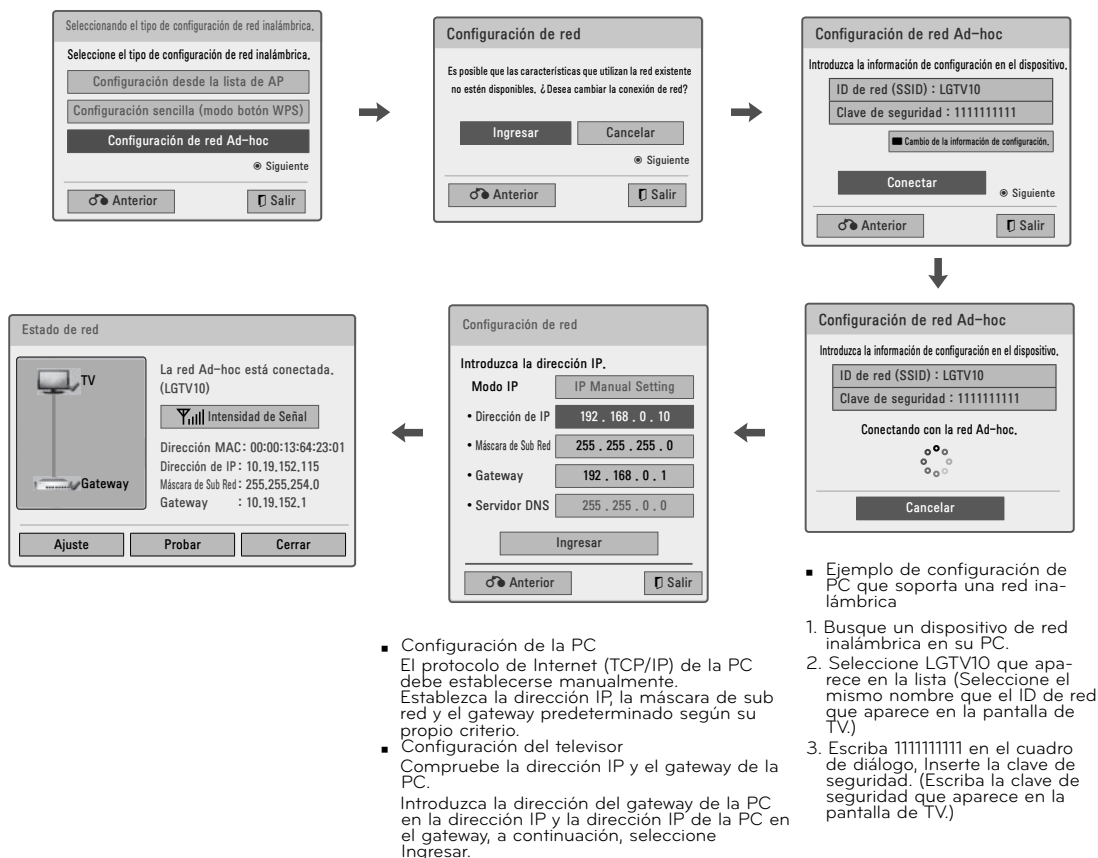 Seleccionando el tipo de configuración de red inalámbrica.
Seleccione el tipo de configuración de red inalámbrica.
Configuración desde la lista de AP
Configuración sencilla (modo botón WPS)
Configuración de red Ad-hoc
Siguiente
Anterior
Salir
Configuración de red
Es posible que las características que utilizan la red existente
no estén disponibles. ¿Desea cambiar la conexión de red?
Ingresar
Cancelar
Siguiente
Anterior
Salir
Configuración de red Ad-hoc
Introduzca la información de configuración en el dispositivo.
ID de red (SSID) : LGTV10
Clave de seguridad : 1111111111
Cambio de la información de configuración.
Conectar
Siguiente
Anterior
Salir
Configuración de red Ad-hoc
Introduzca la información de configuración en el dispositivo.
ID de red (SSID) : LGTV10
Clave de seguridad : 1111111111
Conectando con la red Ad-hoc.
Cancelar
Configuración de red
Introduzca la dirección IP.
Modo IP IP Manual Setting
• Dirección de IP 192 . 168 . 0 . 10
• Máscara de Sub Red 255 . 255 . 255 . 0
• Gateway 192 . 168 . 0 . 1
• Servidor DNS 255 . 255 . 0 . 0
Ingresar
Anterior
Salir
Estado de red
TV
Gateway
La red Ad-hoc está conectada.
(LGTV10)
Intensidad de Señal
Dirección MAC : 00:00:13:64:23:01
Dirección de IP : 10.19.152.115
Máscara de Sub Red : 255.255.254.0
Gateway : 10.19.152.1
Ajuste
Probar
Cerrar
■ Ejemplo de configuración de
PC que soporta una red ina-
lámbrica
1. Busque un dispositivo de red
inalámbrica en su PC.
2. Seleccione LGTV10 que apa-
rece en la lista (Seleccione el
mismo nombre que el ID de red
que aparece en la pantalla de
TV.)
3. Escriba 1111111111 en el cuadro
de diálogo, Inserte la clave de
seguridad. (Escriba la clave de
seguridad que aparece en la
pantalla de TV.)
■ Configuración de la PC
El protocolo de Internet (TCP/IP) de la PC
debe establecerse manualmente.
Establezca la dirección IP, la máscara de sub
red y el gateway predeterminado según su
propio criterio.
■ Configuración del televisor
Compruebe la dirección IP y el gateway de la
PC.
Introduzca la dirección del gateway de la PC
en la dirección IP y la dirección IP de la PC en
el gateway, a continuación, seleccione
Ingresar.